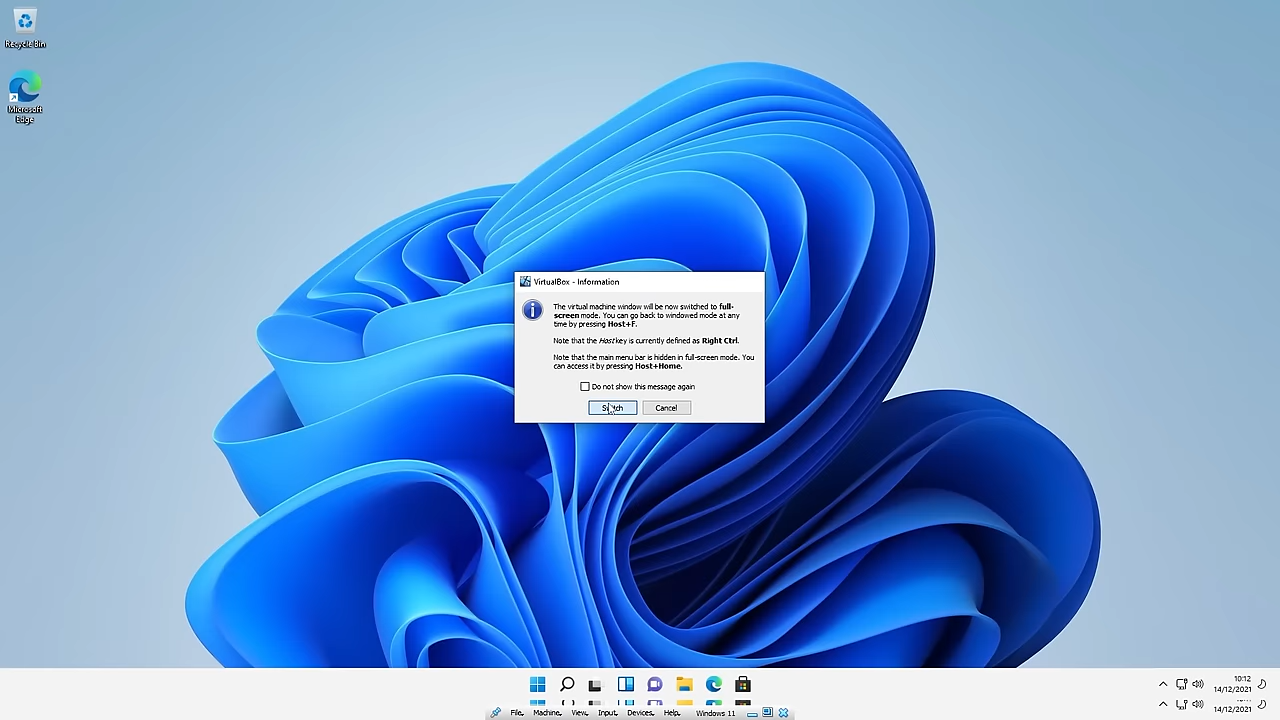 Recycle Bin
Microsoft
Edge
VirtualBox - Information
The virtual machine window will be now switched to full-
screen mode. You can go back to windowed mode at any
time by pressing Host+F.
Note that the Host key is currently defined as Right Ctrl.
Note that the main menu bar is hidden in full-screen mode. You
can access it by pressing Host+Home.
Do not show this message again
Switch
Cancel
10:12
14/12/2021
14/12/2021
File Machine View Input Devices Help Windows 11